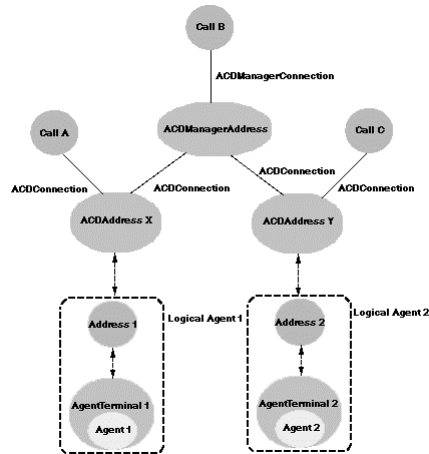 Call B
ACDManagerConnection
ACDManagerAddress
Call A
Call C
ACDConnection
ACDConnection
ACDConnection
ACDConnection
ACDAddress X
ACDAddress Y
Logical Agent 1
Logical Agent 2
Address 1
Address 2
AgentTerminal 1
AgentTerminal 2
Agent 1
Agent 2